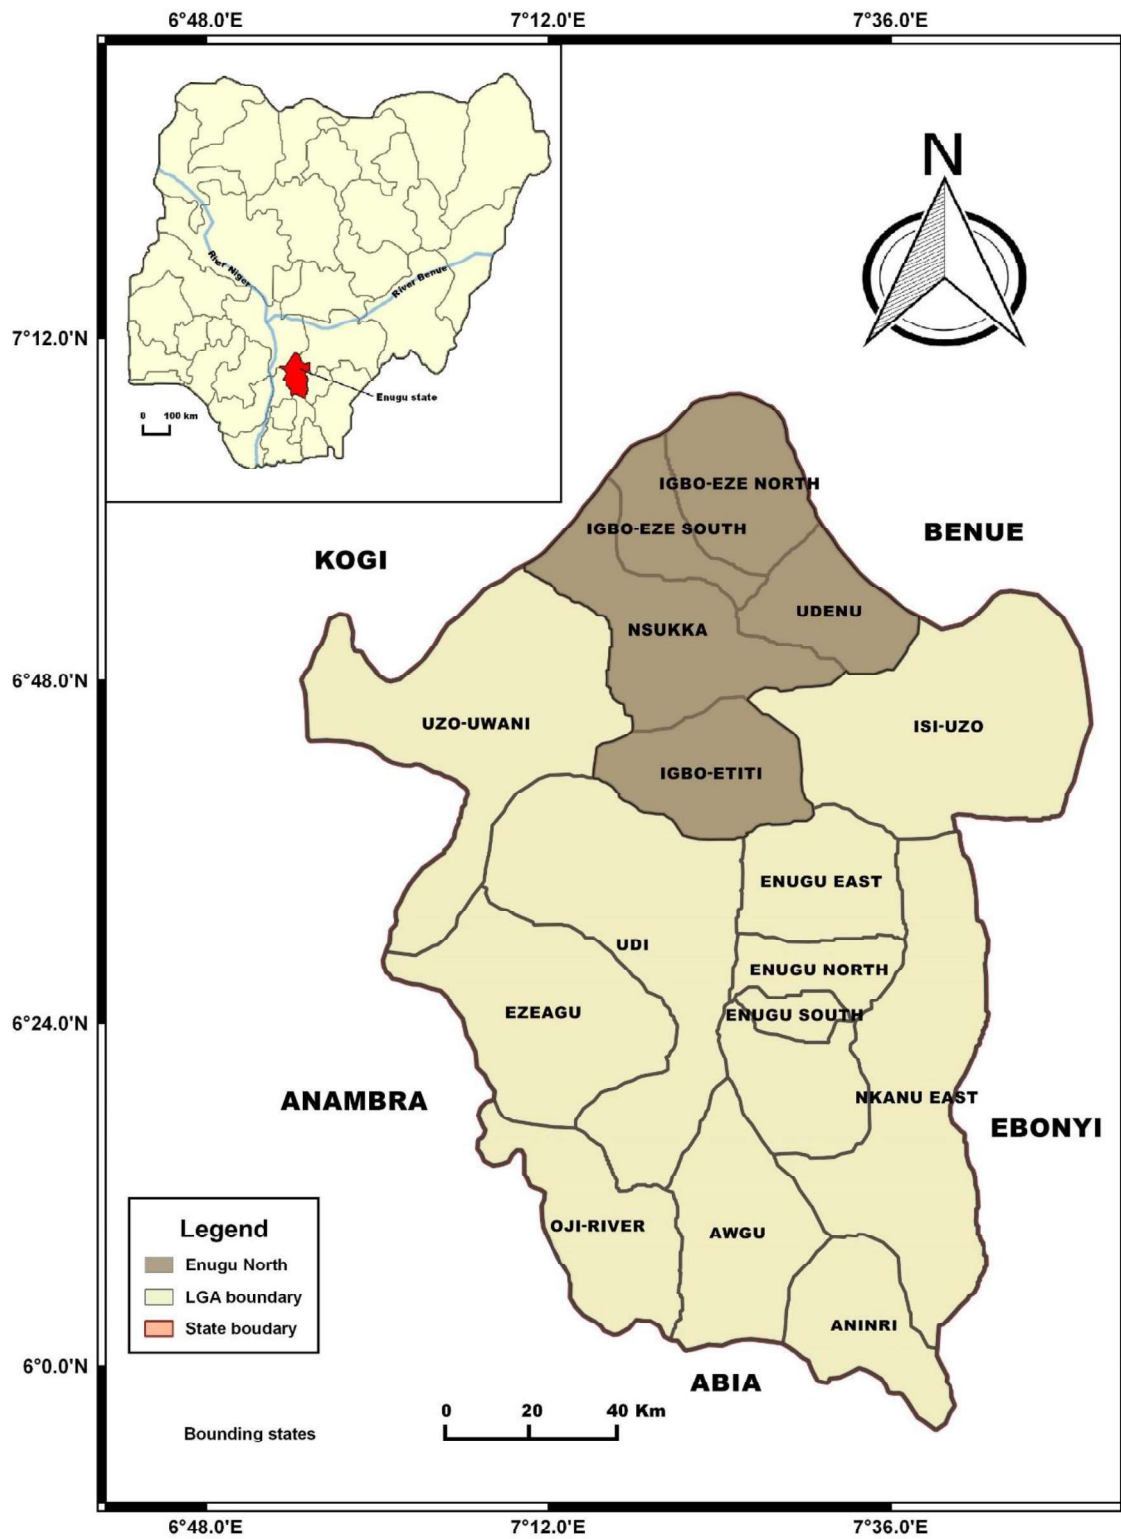 6°48.0'E 7°12.0'E 7°36.0'E
N
River Niger
River Benue
Enugu state
0 100 km
7°12.0'N
IGBO-EZE NORTH
IGBO-EZE SOUTH
BENUE
KOGI
UDENU
NSUKKA
6°48.0'N
UZO-UWANI
ISI-UZO
IGBO-ETITI
ENUGU EAST
UDI
ENUGU NORTH
EZEAGU
ENUGU SOUTH
6°24.0'N
ANAMBRA
NKANU EAST
EBONYI
OJI-RIVER
AWGU
ANINRI
Legend
Enugu North
LGA boundary
State boudary
6°0.0'N
ABIA
0 20 40 Km
Bounding states
6°48.0'E 7°12.0'E 7°36.0'E